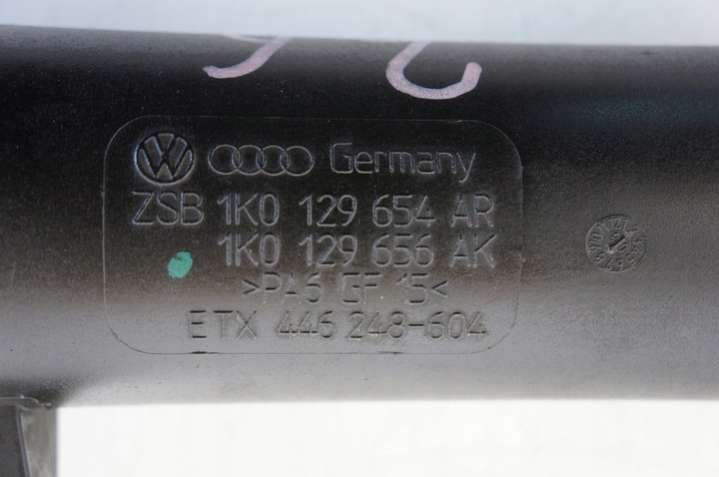 Germany
ZSB 1K0 129 654 AR
1K0 129 656 AK
>PA6 GF 15<
ETX 446 248-604